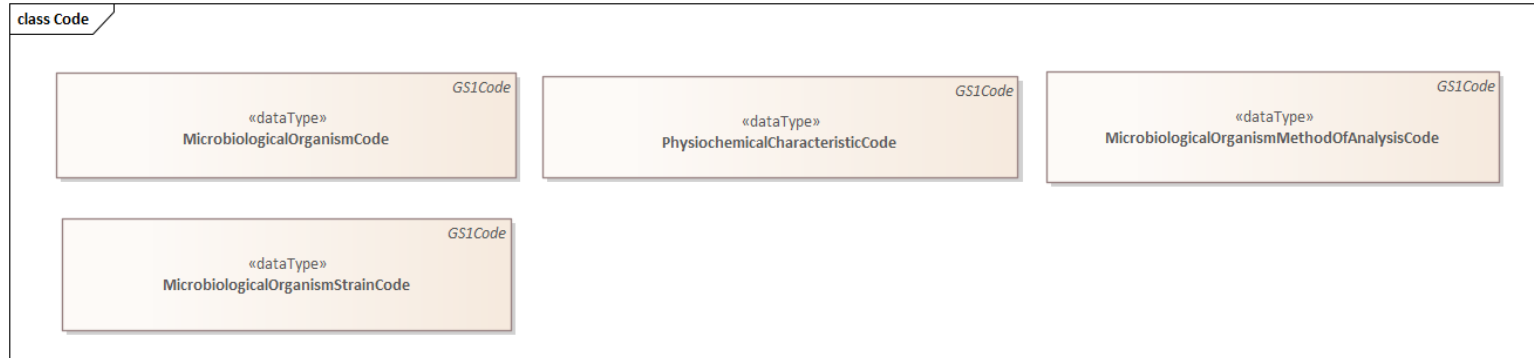 class Code
GS1Code
«dataType»
MicrobiologicalOrganismCode
GS1Code
«dataType»
PhysiochemicalCharacteristicCode
GS1Code
«dataType»
MicrobiologicalOrganismMethodOfAnalysisCode
GS1Code
«dataType»
MicrobiologicalOrganismStrainCode